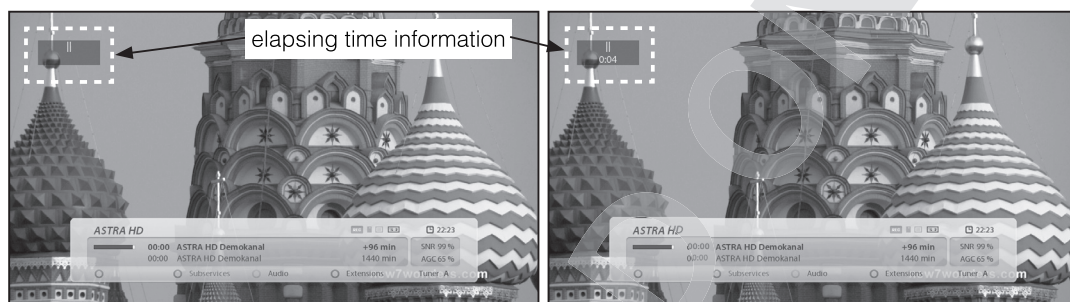 elapsing time information
||
ASTRA HD
22:23
00:00 ASTRA HD Demokanal +96 min SNR 99 %
00:00 ASTRA HD Demokanal 1440 min AGC 65 %
Subservices Audio Extensions Tuner A
||
0:04
ASTRA HD
22:23
00:00 ASTRA HD Demokanal +96 min SNR 99 %
00:00 ASTRA HD Demokanal 1440 min AGC 65 %
Subservices Audio Extensions Tuner A